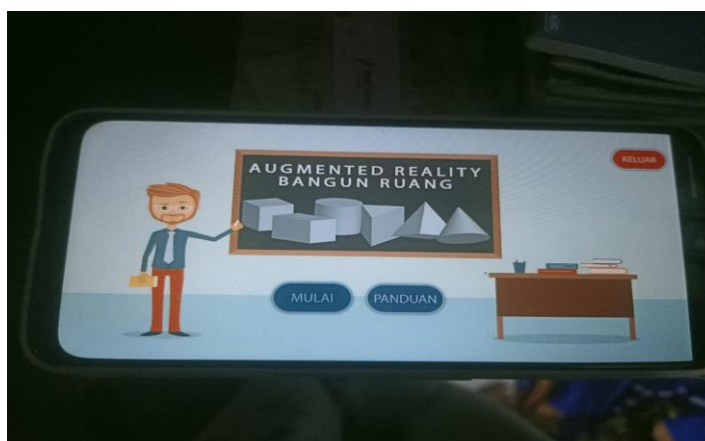 AUGMENTED REALITY
BANGUN RUANG
KELUAR
MULAI
PANDUAN